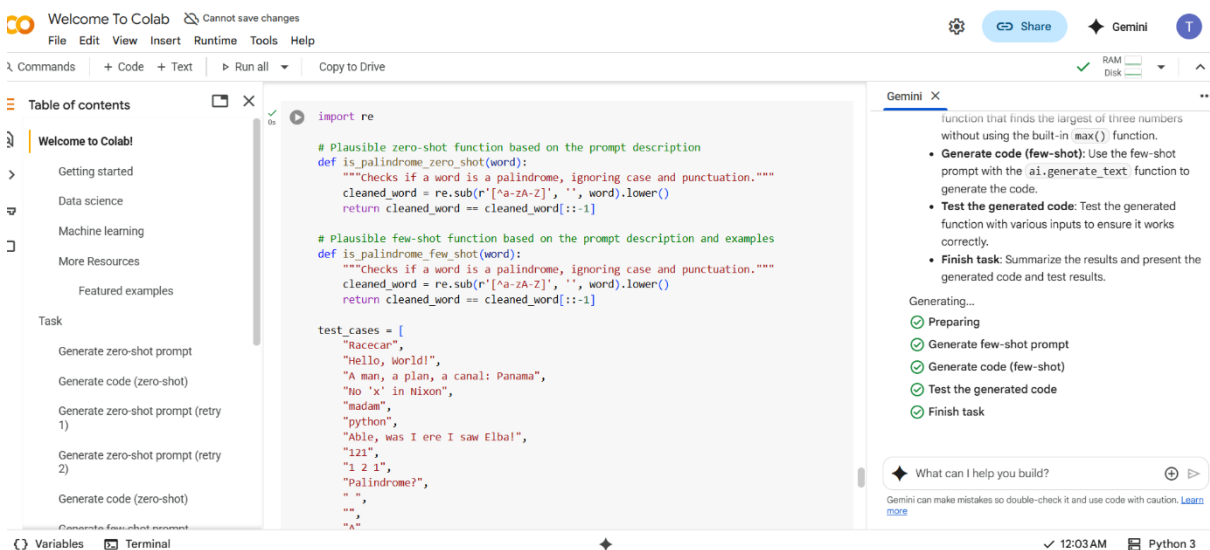 Welcome To Colab Cannot save changes
File Edit View Insert Runtime Tools Help
Share
Gemini
T
Commands + Code + Text Run all Copy to Drive
RAM
Disk
Table of contents
Welcome to Colab!
Getting started
Data science
Machine learning
More Resources
Featured examples
Task
Generate zero-shot prompt
Generate code (zero-shot)
Generate zero-shot prompt (retry
1)
Generate zero-shot prompt (retry
2)
Generate code (zero-shot)
Generate few-shot prompt
0s
import re
# Plausible zero-shot function based on the prompt description
def is_palindrome_zero_shot(word):
"""Checks if a word is a palindrome, ignoring case and punctuation."""
cleaned_word = re.sub(r'[^a-zA-Z]', '', word).lower()
return cleaned_word == cleaned_word[::-1]
# Plausible few-shot function based on the prompt description and examples
def is_palindrome_few_shot(word):
"""Checks if a word is a palindrome, ignoring case and punctuation."""
cleaned_word = re.sub(r'[^a-zA-Z]', '', word).lower()
return cleaned_word == cleaned_word[::-1]
test_cases = [
"Racecar",
"Hello, World!",
"A man, a plan, a canal: Panama",
"No 'x' in Nixon",
"madam",
"python",
"Able, was I ere I saw Elba!",
"121",
"1 2 1",
"Palindrome?",
" ",
"",
"A"
Gemini
function that finds the largest of three numbers
without using the built-in max() function.
• Generate code (few-shot): Use the few-shot
prompt with the ai.generate_text function to
generate the code.
• Test the generated code: Test the generated
function with various inputs to ensure it works
correctly.
• Finish task: Summarize the results and present the
generated code and test results.
Generating...
Preparing
Generate few-shot prompt
Generate code (few-shot)
Test the generated code
Finish task
What can I help you build?
Gemini can make mistakes so double-check it and use code with caution. Learn
more
{} Variables Terminal
12:03 AM Python 3